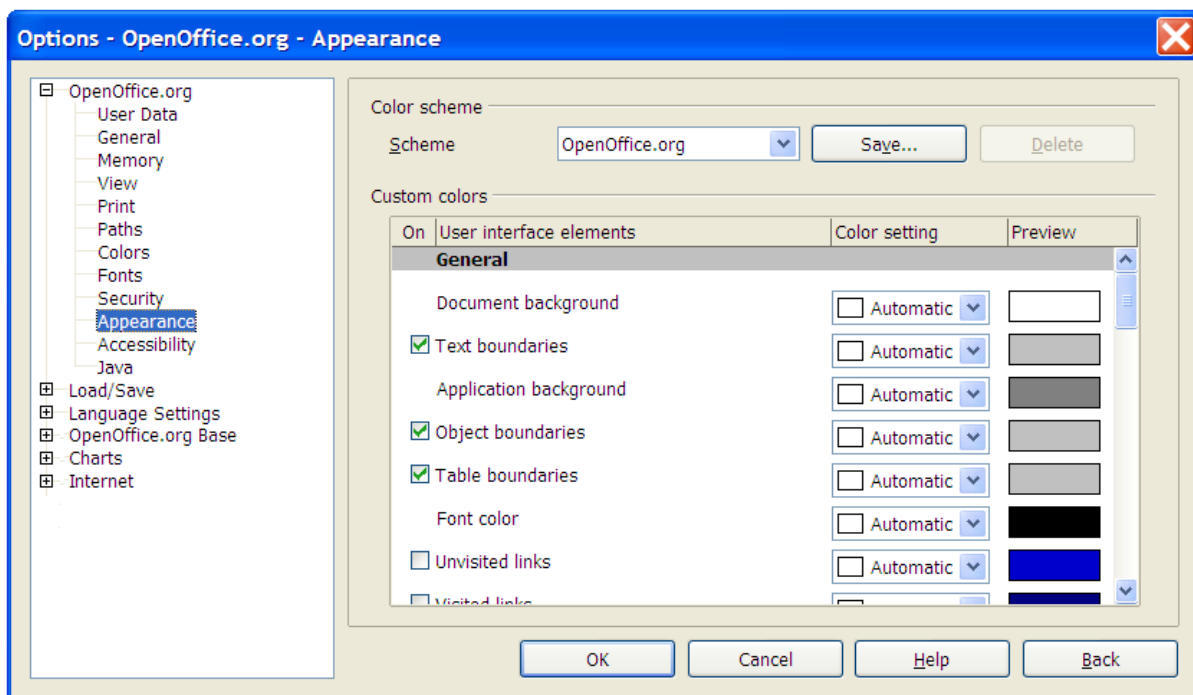 Options - OpenOffice.org - Appearance
OpenOffice.org
User Data
General
Memory
View
Print
Paths
Colors
Fonts
Security
Appearance
Accessibility
Java
Load/Save
Language Settings
OpenOffice.org Base
Charts
Internet
Color scheme
Scheme OpenOffice.org Save... Delete
Custom colors
On User interface elements Color setting Preview
General
Document background Automatic
Text boundaries Automatic
Application background Automatic
Object boundaries Automatic
Table boundaries Automatic
Font color Automatic
Unvisited links Automatic
Visited links
OK Cancel Help Back